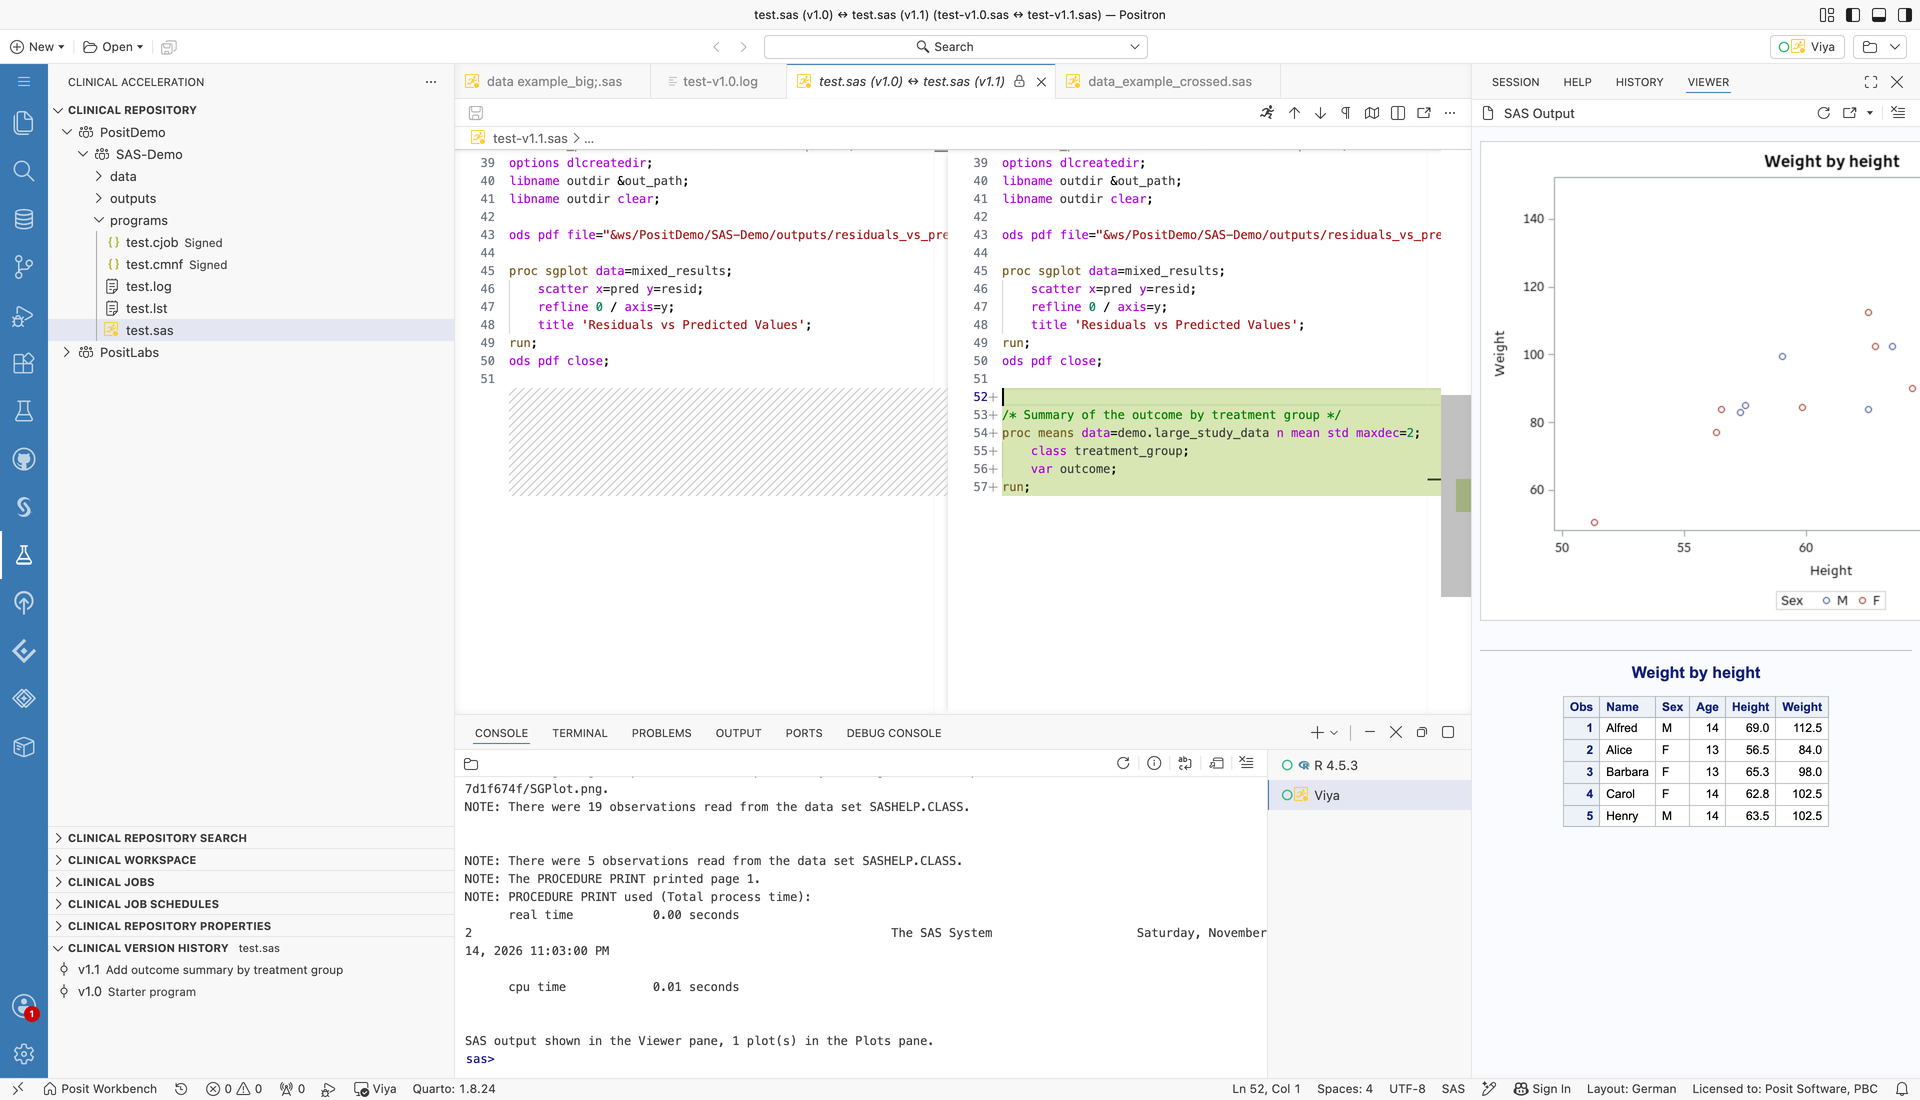 test.sas (v1.0) ↔ test.sas (v1.1) (test-v1.0.sas ↔ test-v1.1.sas) — Positron
New
Open
Search
Viya
CLINICAL ACCELERATION
CLINICAL REPOSITORY
PositDemo
SAS-Demo
data
outputs
programs
test.cjob Signed
test.cmnf Signed
test.log
test.lst
test.sas
PositLabs
CLINICAL REPOSITORY SEARCH
CLINICAL WORKSPACE
CLINICAL JOBS
CLINICAL JOB SCHEDULES
CLINICAL REPOSITORY PROPERTIES
CLINICAL VERSION HISTORY test.sas
v1.1 Add outcome summary by treatment group
v1.0 Starter program
1
data example_big;.sas
test-v1.0.log
test.sas (v1.0) ↔ test.sas (v1.1)
data_example_crossed.sas
test-v1.1.sas > ...
39 options dlcreatedir;
40 libname outdir &out_path;
41 libname outdir clear;
42
43 ods pdf file="&ws/PositDemo/SAS-Demo/outputs/residuals_vs_pre
44
45 proc sgplot data=mixed_results;
46 scatter x=pred y=resid;
47 refline 0 / axis=y;
48 title 'Residuals vs Predicted Values';
49 run;
50 ods pdf close;
51
39 options dlcreatedir;
40 libname outdir &out_path;
41 libname outdir clear;
42
43 ods pdf file="&ws/PositDemo/SAS-Demo/outputs/residuals_vs_pre
44
45 proc sgplot data=mixed_results;
46 scatter x=pred y=resid;
47 refline 0 / axis=y;
48 title 'Residuals vs Predicted Values';
49 run;
50 ods pdf close;
51
52+
53+ /* Summary of the outcome by treatment group */
54+ proc means data=demo.large_study_data n mean std maxdec=2;
55+ class treatment_group;
56+ var outcome;
57+ run;
CONSOLE TERMINAL PROBLEMS OUTPUT PORTS DEBUG CONSOLE
7d1f674f/SGPlot.png.
NOTE: There were 19 observations read from the data set SASHELP.CLASS.
NOTE: There were 5 observations read from the data set SASHELP.CLASS.
NOTE: The PROCEDURE PRINT printed page 1.
NOTE: PROCEDURE PRINT used (Total process time):
real time 0.00 seconds
2 The SAS System Saturday, November
14, 2026 11:03:00 PM
cpu time 0.01 seconds
SAS output shown in the Viewer pane, 1 plot(s) in the Plots pane.
sas>
R 4.5.3
Viya
SESSION HELP HISTORY VIEWER
SAS Output
Weight by height
140
120
100
80
60
Weight
50 55 60
Height
Sex M F
Weight by height
Obs Name Sex Age Height Weight
1 Alfred M 14 69.0 112.5
2 Alice F 13 56.5 84.0
3 Barbara F 13 65.3 98.0
4 Carol F 14 62.8 102.5
5 Henry M 14 63.5 102.5
Posit Workbench
0 0
0
Viya
Quarto: 1.8.24
Ln 52, Col 1
Spaces: 4
UTF-8
SAS
Sign In
Layout: German
Licensed to: Posit Software, PBC